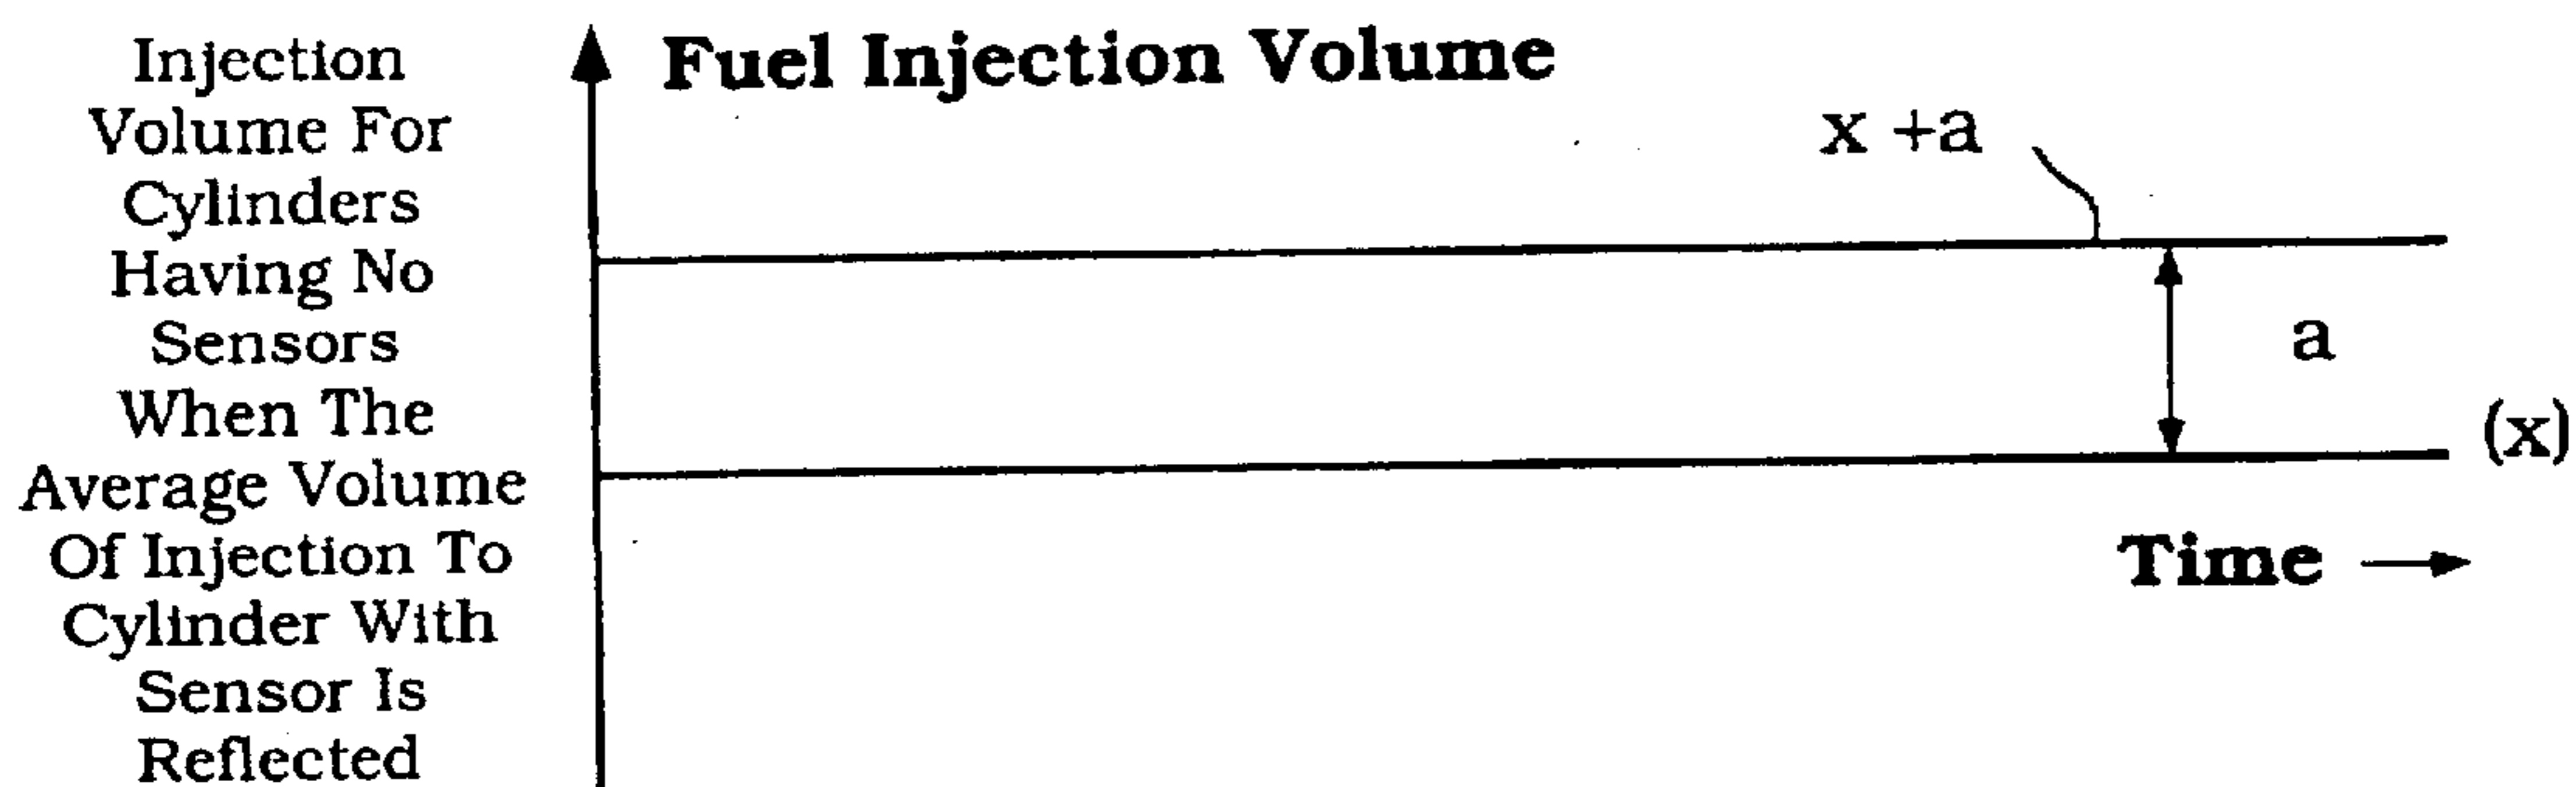 Injection
Volume For
Cylinders
Having No
Sensors
When The
Average Volume
Of Injection To
Cylinder With
Sensor Is
Reflected
Fuel Injection Volume
x +a
a
(x)
Time